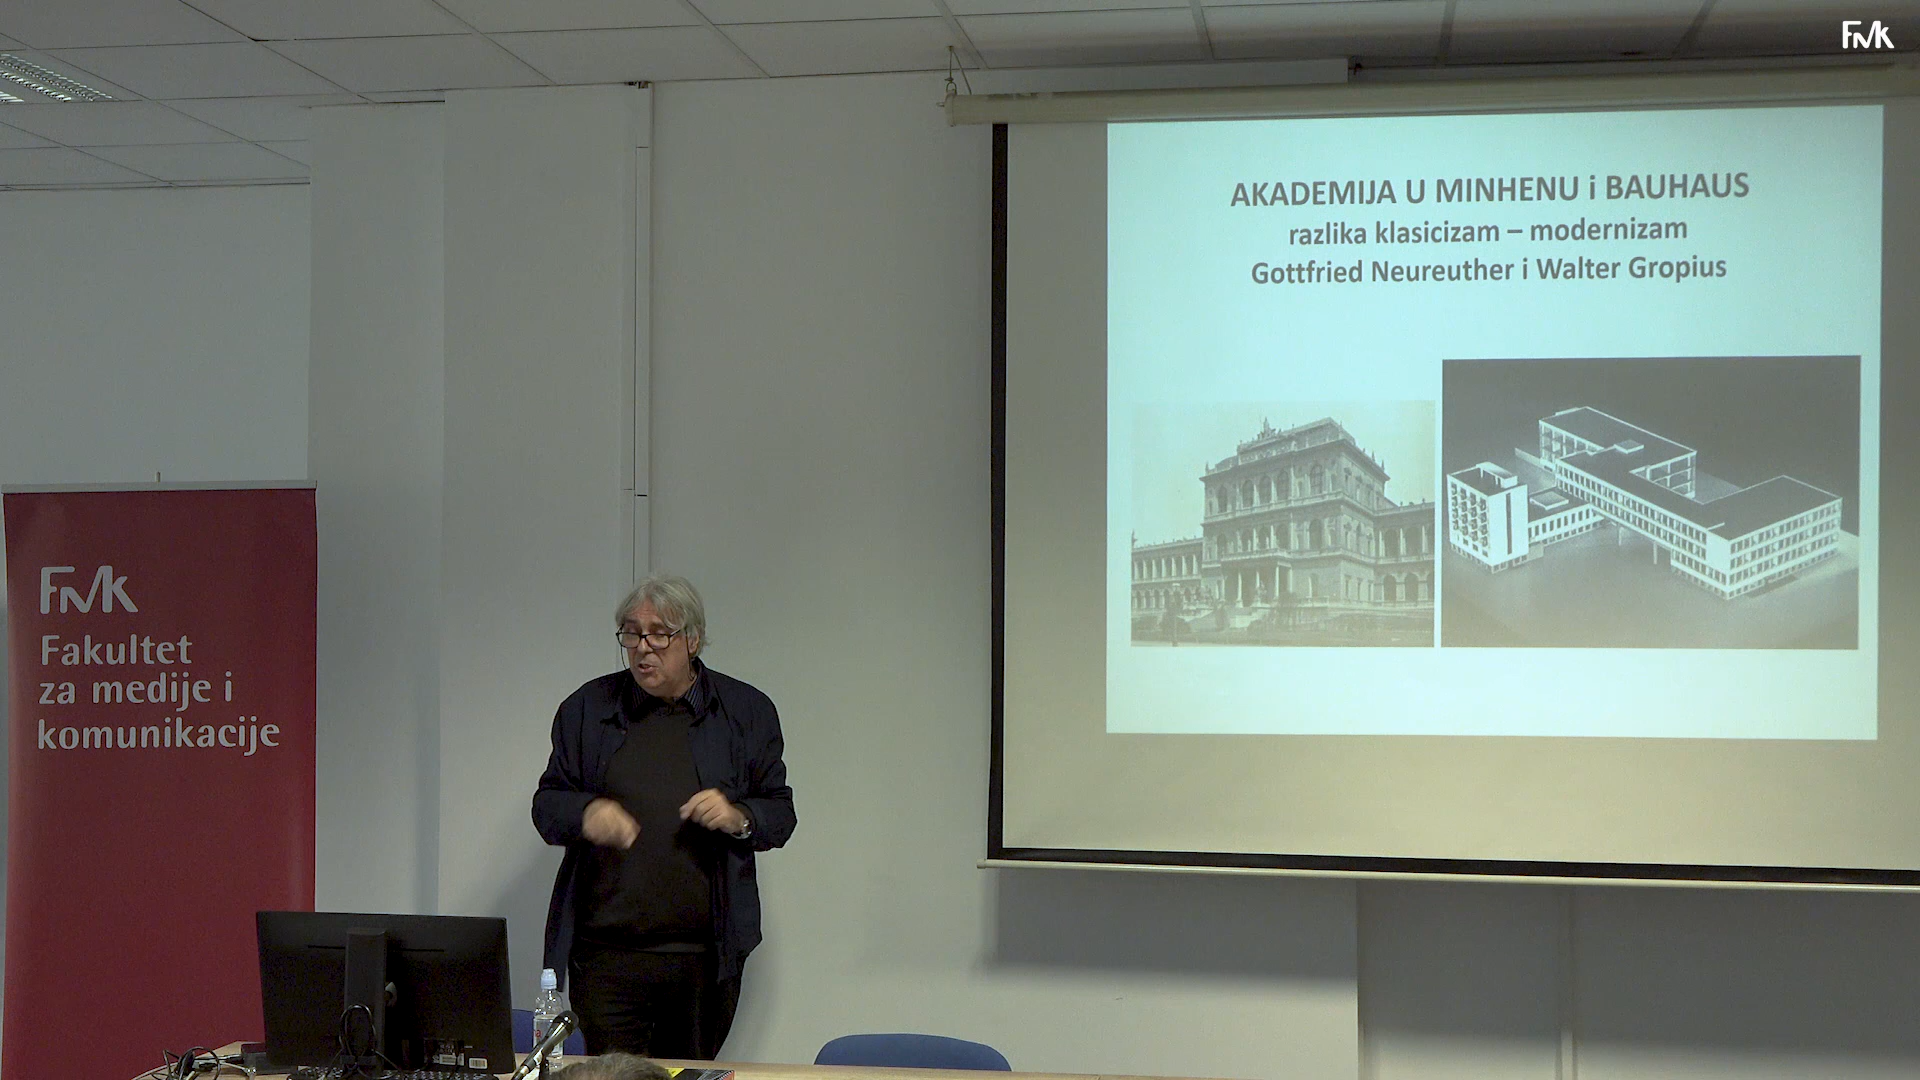 FMK
AKADEMIJA U MINHENU i BAUHAUS
razlika klasicizam – modernizam
Gottfried Neureuther i Walter Gropius
FMK
Fakultet
za medije i
komunikacije